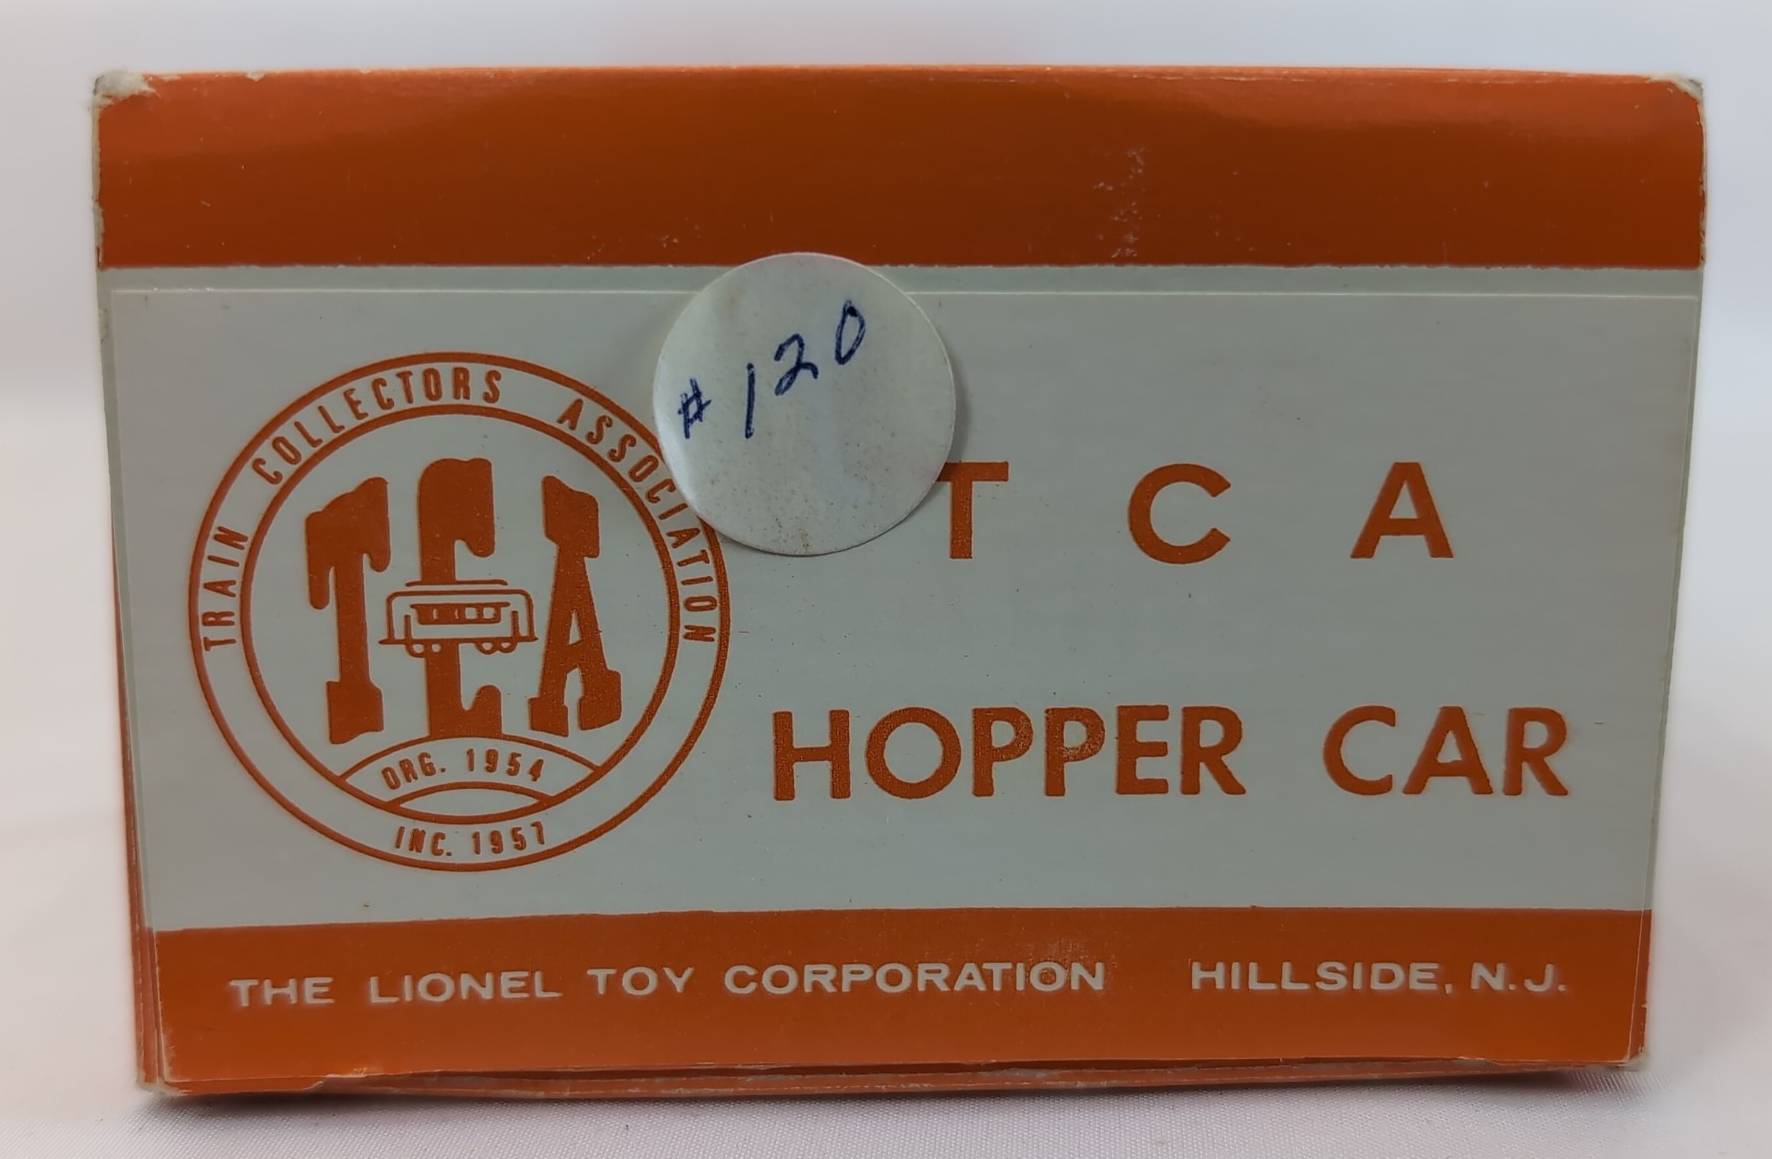 #120
TRAIN COLLECTORS ASSOCIATION
TCA
ORG. 1954
INC. 1957
T C A
HOPPER CAR
THE LIONEL TOY CORPORATION HILLSIDE, N.J.